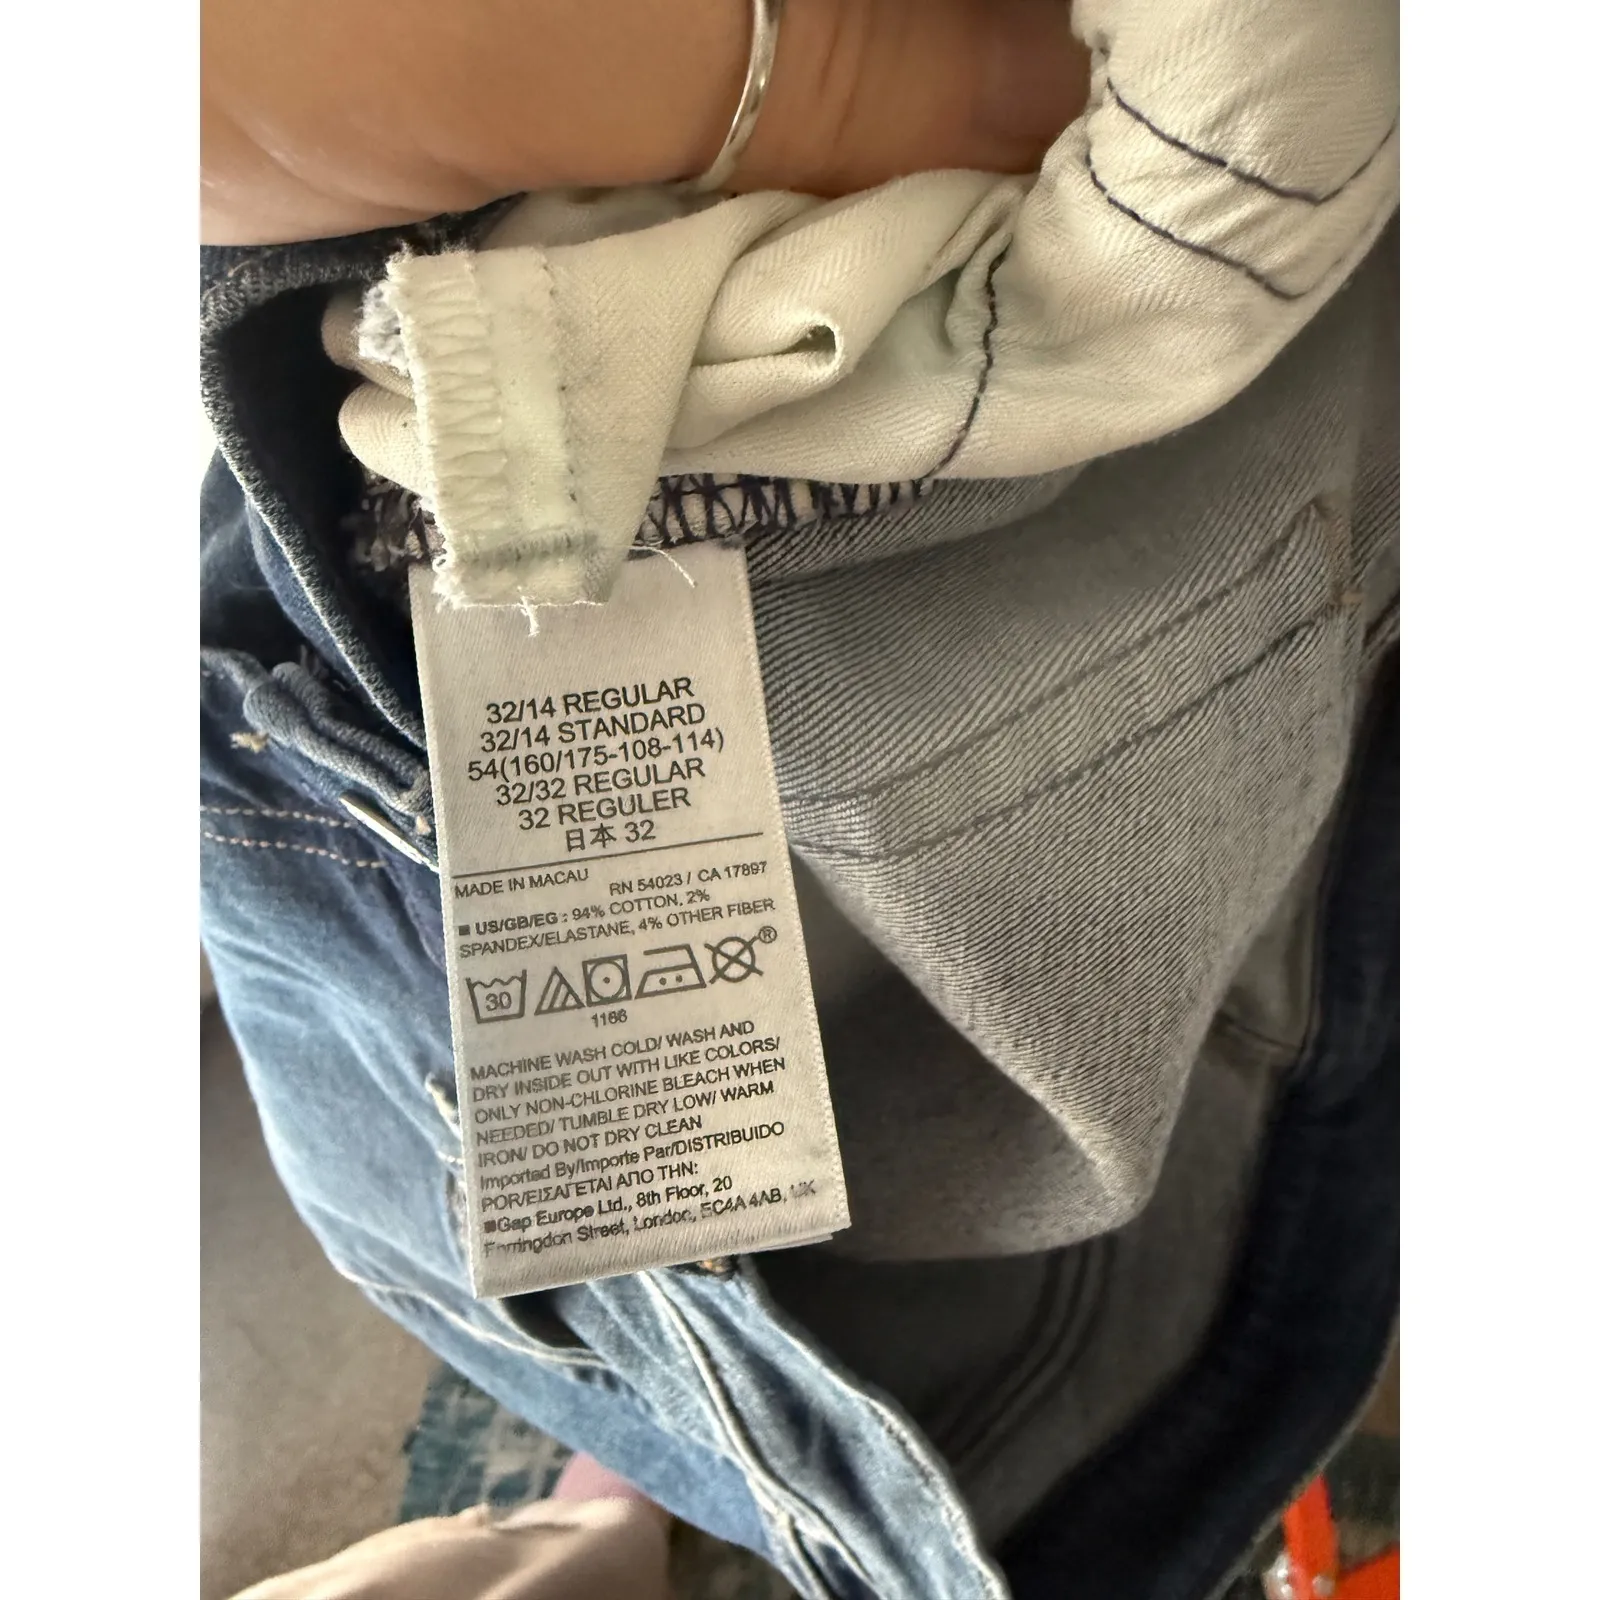 32/14 REGULAR
32/14 STANDARD
54(160/175-108-114)
32/32 REGULAR
32 REGULER
日本 32
MADE IN MACAU RN 54023 / CA 17897
■ US/GB/EG : 94% COTTON, 2%
SPANDEX/ELASTANE, 4% OTHER FIBER
30 ®
1166
MACHINE WASH COLD/ WASH AND
DRY INSIDE OUT WITH LIKE COLORS/
ONLY NON-CHLORINE BLEACH WHEN
NEEDED/ TUMBLE DRY LOW/ WARM
IRON/ DO NOT DRY CLEAN
Imported By/Importe Par/DISTRIBUIDO
POR/ΕΙΣΑΓΕΤΑΙ ΑΠΟ ΤΗΝ:
■Gap Europe Ltd., 8th Floor, 20
Farringdon Street, London, EC4A 4AB, UK